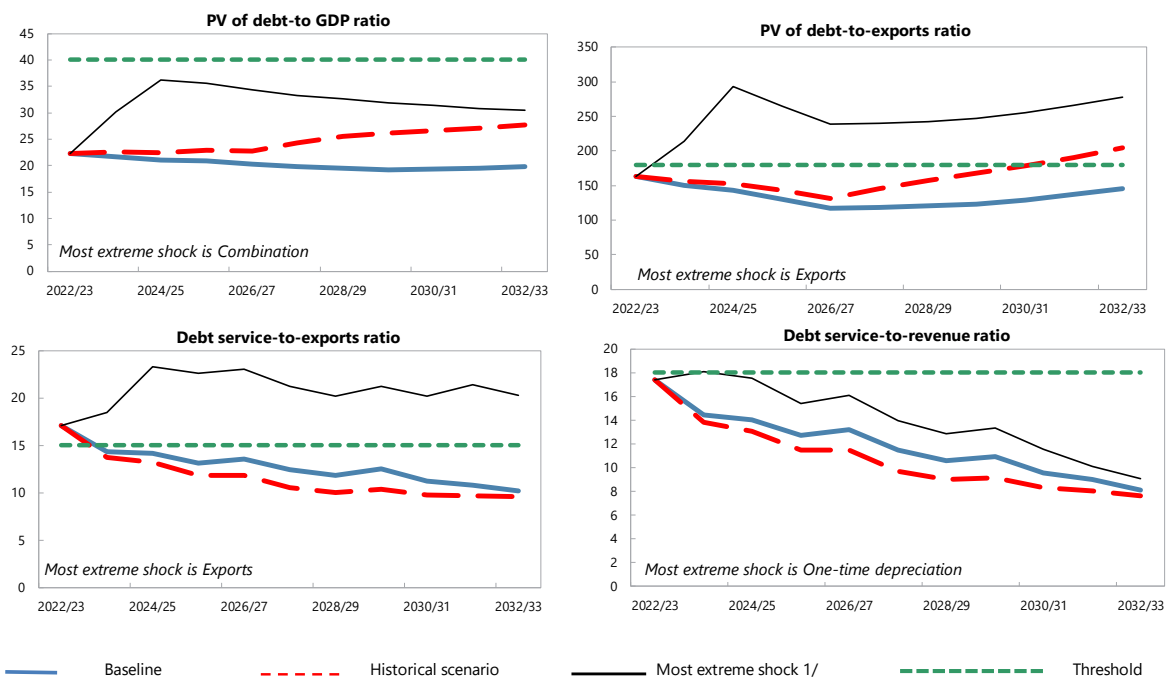 PV of debt-to GDP ratio
45
40
35
30
25
20
15
10
5
0
Most extreme shock is Combination
2022/23 2024/25 2026/27 2028/29 2030/31 2032/33
PV of debt-to-exports ratio
350
300
250
200
150
100
50
0
Most extreme shock is Exports
2022/23 2024/25 2026/27 2028/29 2030/31 2032/33
Debt service-to-exports ratio
25
20
15
10
5
0
Most extreme shock is Exports
2022/23 2024/25 2026/27 2028/29 2030/31 2032/33
Debt service-to-revenue ratio
20
18
16
14
12
10
8
6
4
2
0
Most extreme shock is One-time depreciation
2022/23 2024/25 2026/27 2028/29 2030/31 2032/33
Baseline Historical scenario Most extreme shock 1/ Threshold